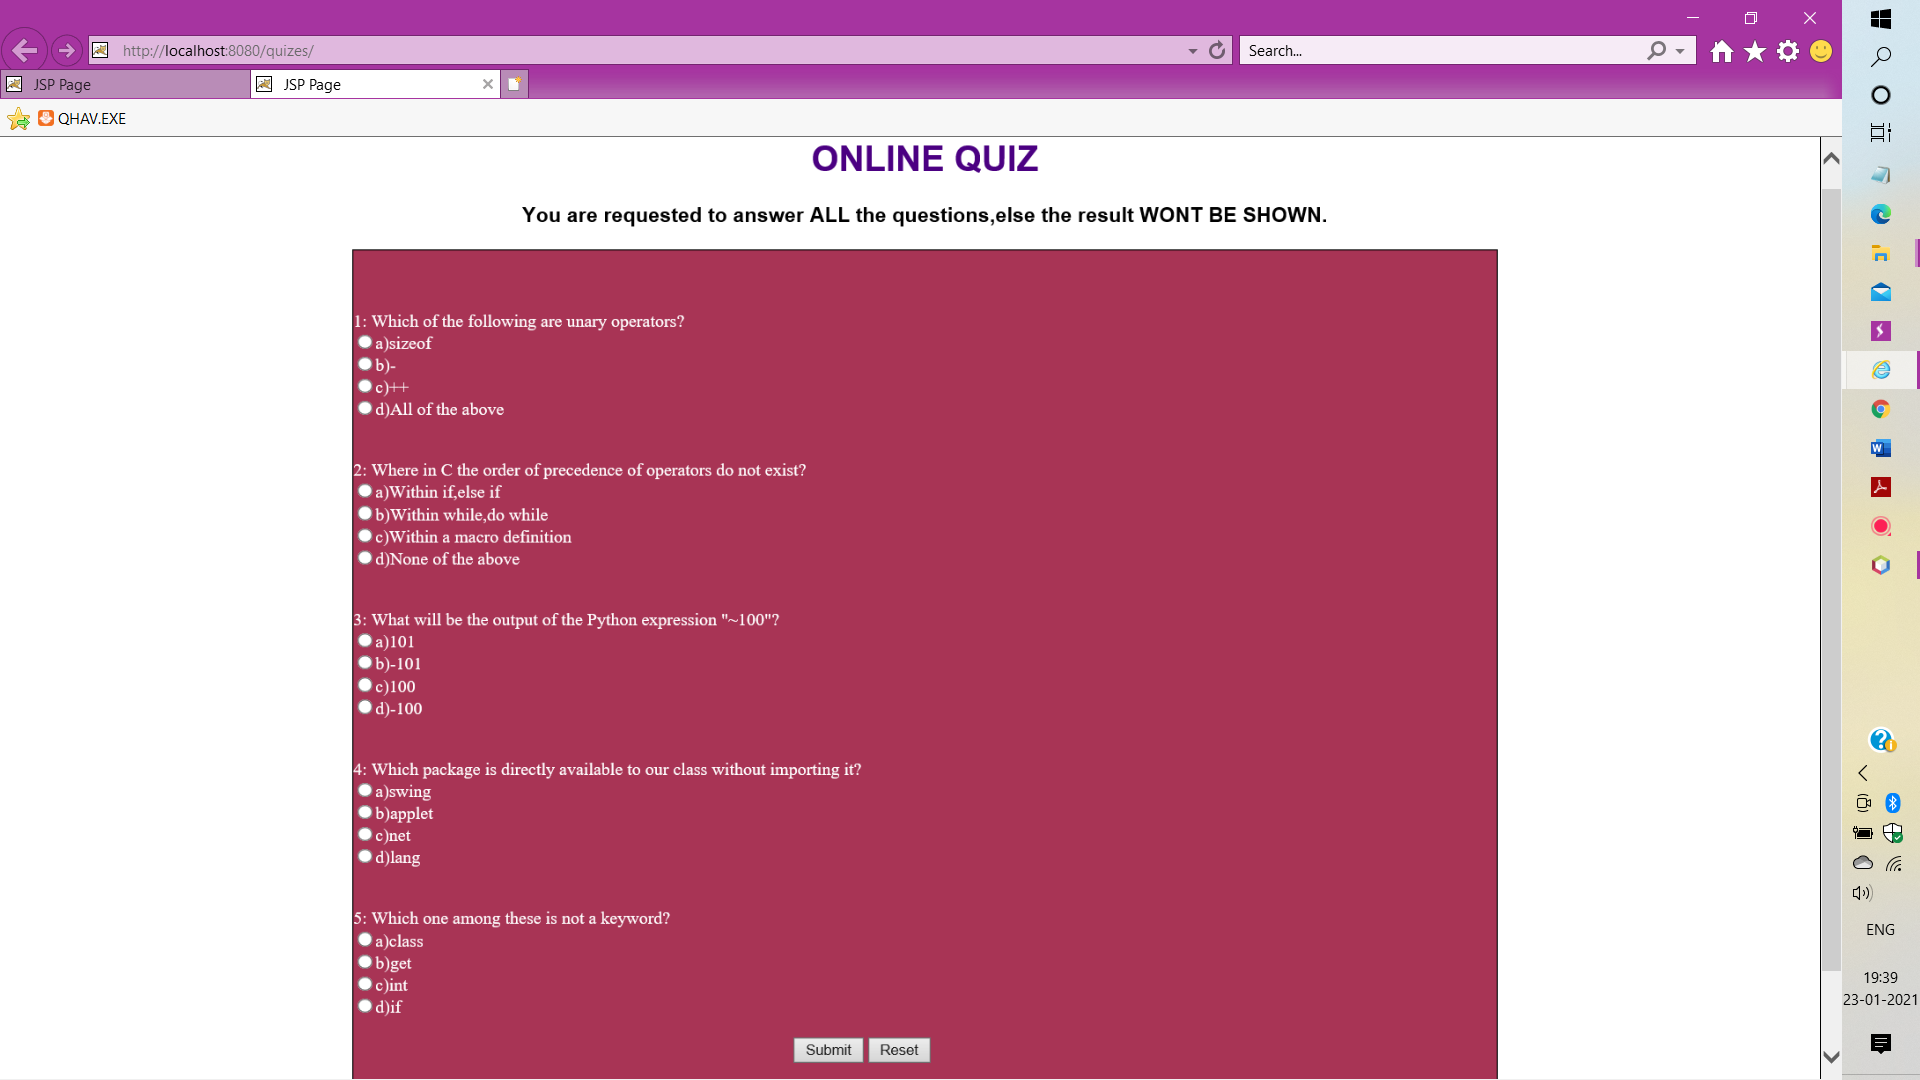 http://localhost:8080/quizes/
Search...
JSP Page
JSP Page
QHAV.EXE
ONLINE QUIZ
You are requested to answer ALL the questions,else the result WONT BE SHOWN.
1: Which of the following are unary operators?
a)sizeof
b)-
c)++
d)All of the above
2: Where in C the order of precedence of operators do not exist?
a)Within if,else if
b)Within while,do while
c)Within a macro definition
d)None of the above
3: What will be the output of the Python expression "~100"?
a)101
b)-101
c)100
d)-100
4: Which package is directly available to our class without importing it?
a)swing
b)applet
c)net
d)lang
5: Which one among these is not a keyword?
a)class
b)get
c)int
d)if
Submit Reset
ENG
19:39
23-01-2021